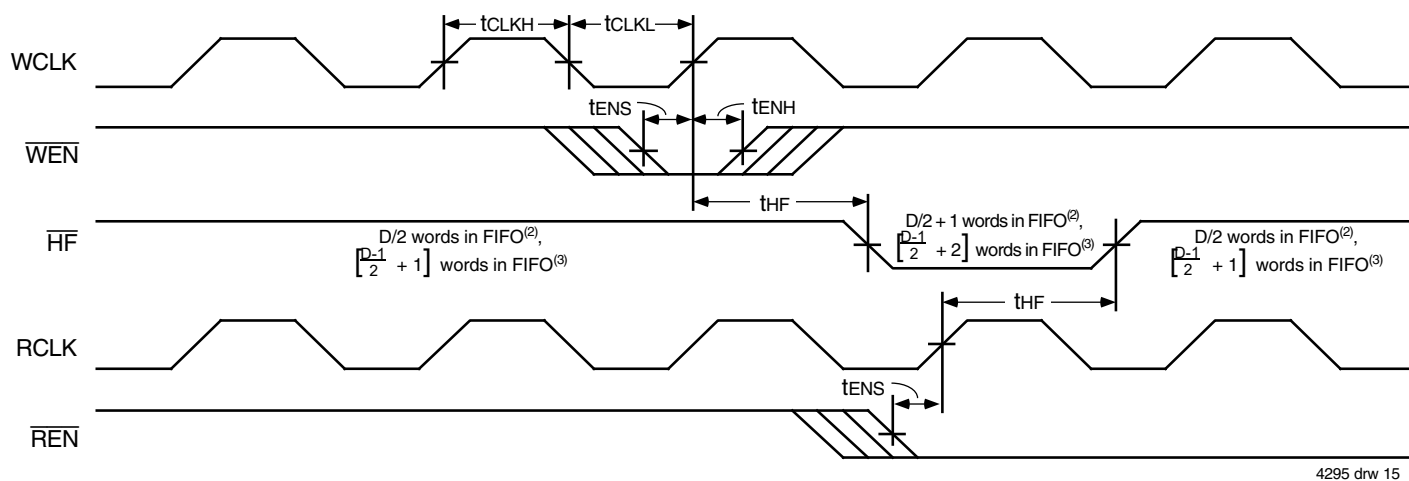 tCLKH
tCLKL
WCLK
tENS
tENH
WEN
tHF
HF
D/2 words in FIFO(2),
[D-1/2 + 1] words in FIFO(3)
D/2 + 1 words in FIFO(2),
[D-1/2 + 2] words in FIFO(3)
D/2 words in FIFO(2),
[D-1/2 + 1] words in FIFO(3)
tHF
RCLK
tENS
REN
4295 drw 15